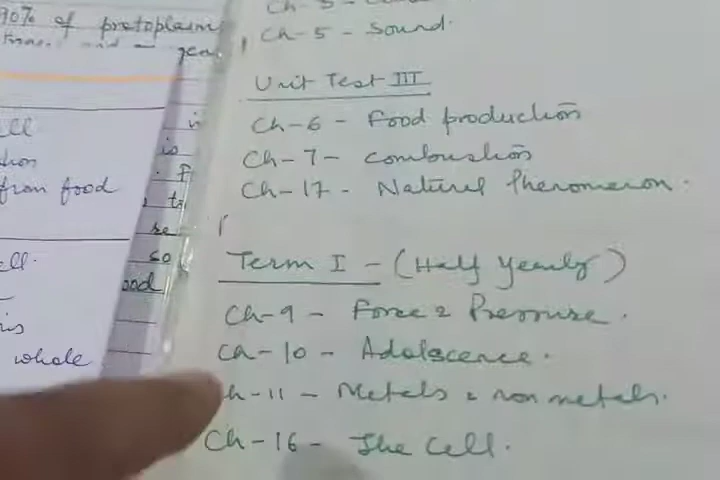 90% of protoplasm
Ch-5 - Sound.
Unit Test III
Ch-6 - Food production
Ch-7 - Combustion
from food
Ch-17 - Natural Phenomenon.
Term I - (Half Yearly)
Ch-9 - Force & Pressure.
whole
Ch-10 - Adolscence.
h-11 - Metals & non metals.
Ch-16 - The Cell.